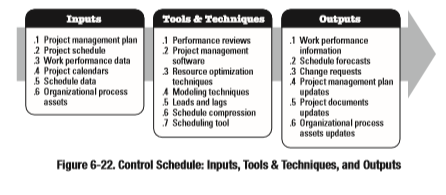 Inputs
.1 Project management plan
.2 Project schedule
.3 Work performance data
.4 Project calendars
.5 Schedule data
.6 Organizational process
assets
Tools & Techniques
.1 Performance reviews
.2 Project management
software
.3 Resource optimization
techniques
.4 Modeling techniques
.5 Leads and lags
.6 Schedule compression
.7 Scheduling tool
Outputs
.1 Work performance
information
.2 Schedule forecasts
.3 Change requests
.4 Project management plan
updates
.5 Project documents
updates
.6 Organizational process
assets updates
Figure 6-22. Control Schedule: Inputs, Tools & Techniques, and Outputs